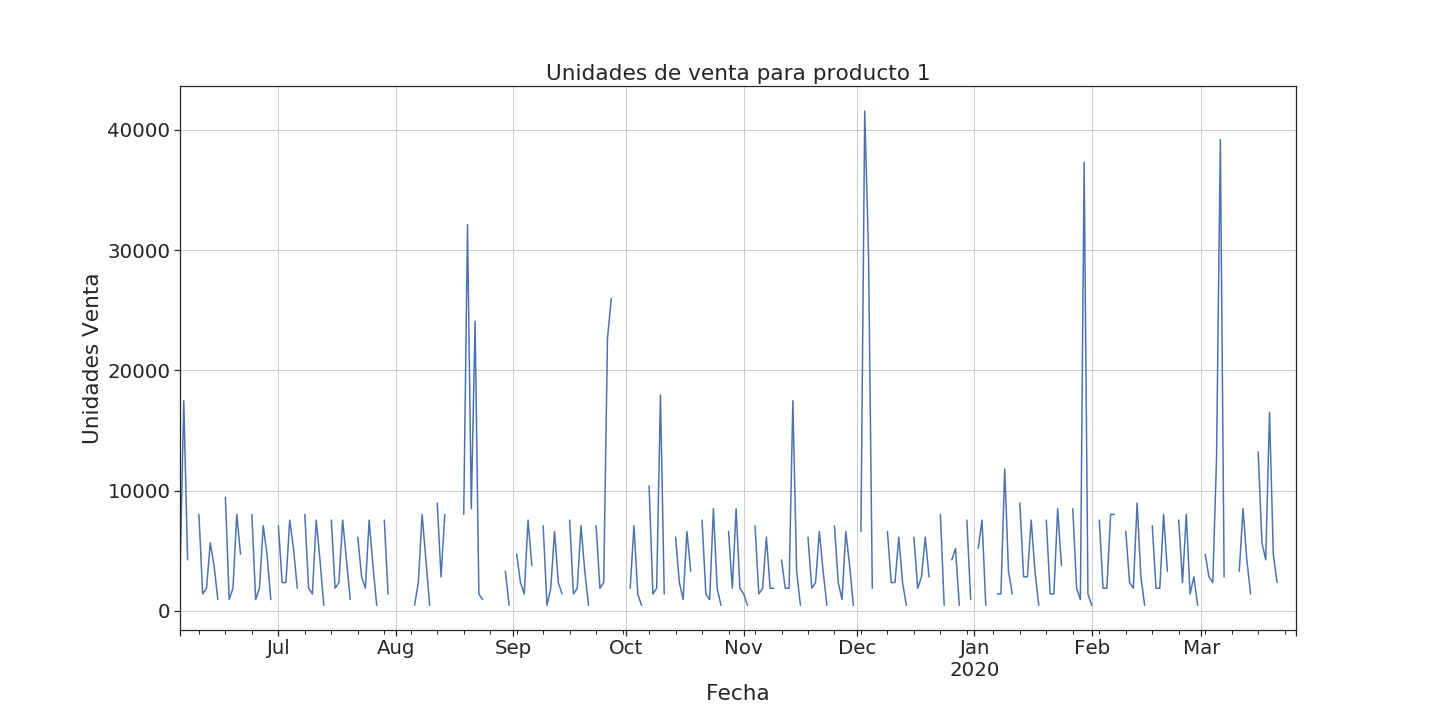 Unidades de venta para producto 1
Unidades Venta
40000
30000
20000
10000
0
Jul Aug Sep Oct Nov Dec Jan Feb Mar
2020
Fecha